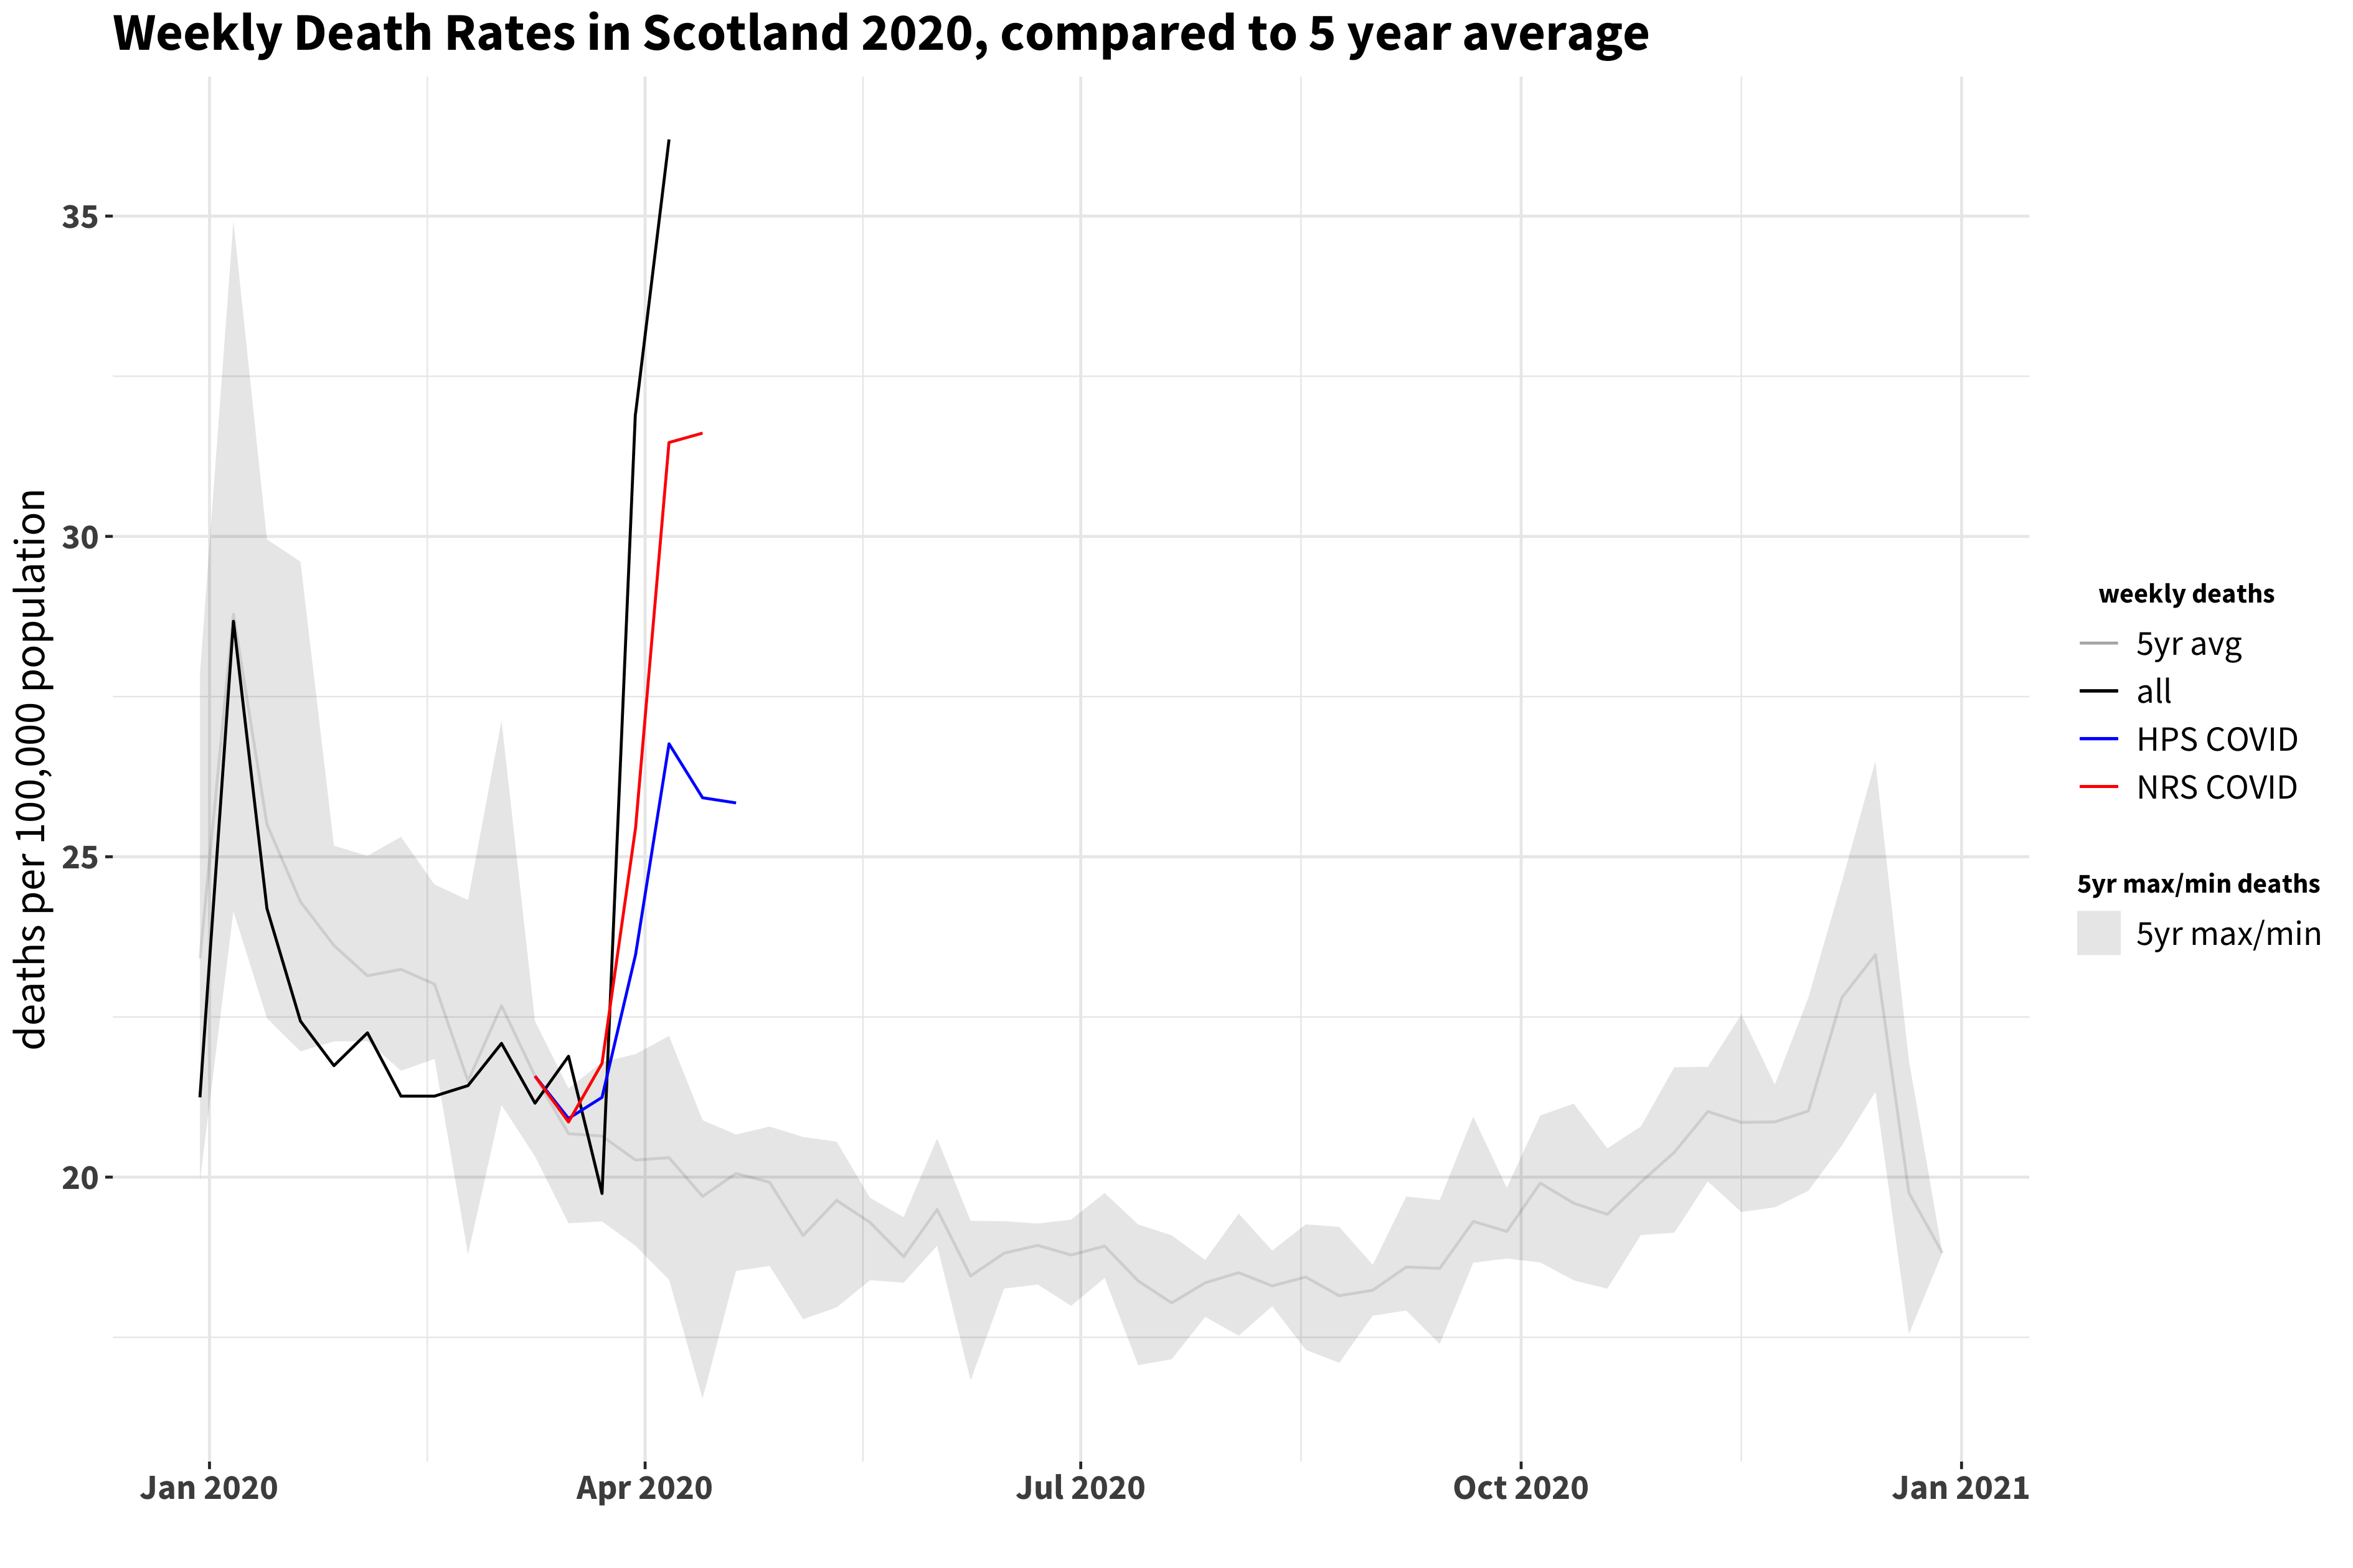 Weekly Death Rates in Scotland 2020, compared to 5 year average
deaths per 100,000 population
35
30
25
20
Jan 2020
Apr 2020
Jul 2020
Oct 2020
Jan 2021
weekly deaths
5yr avg
all
HPS COVID
NRS COVID
5yr max/min deaths
5yr max/min